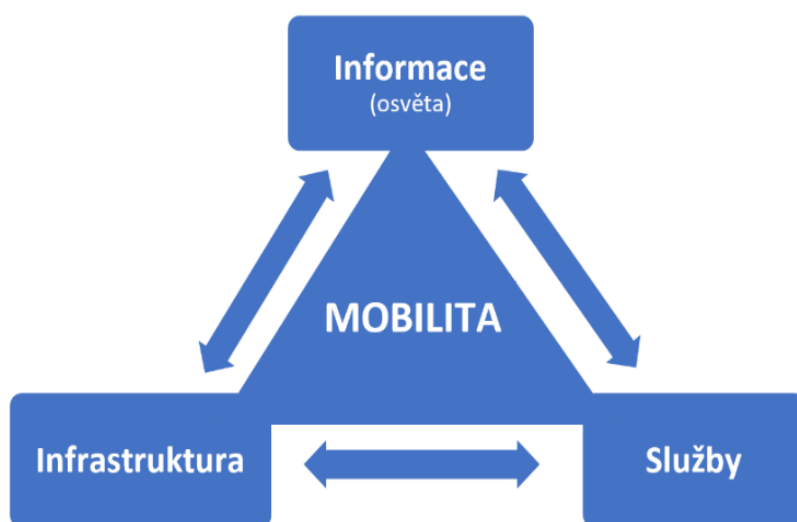 Informace
(osvěta)
MOBILITA
Infrastruktura
Služby